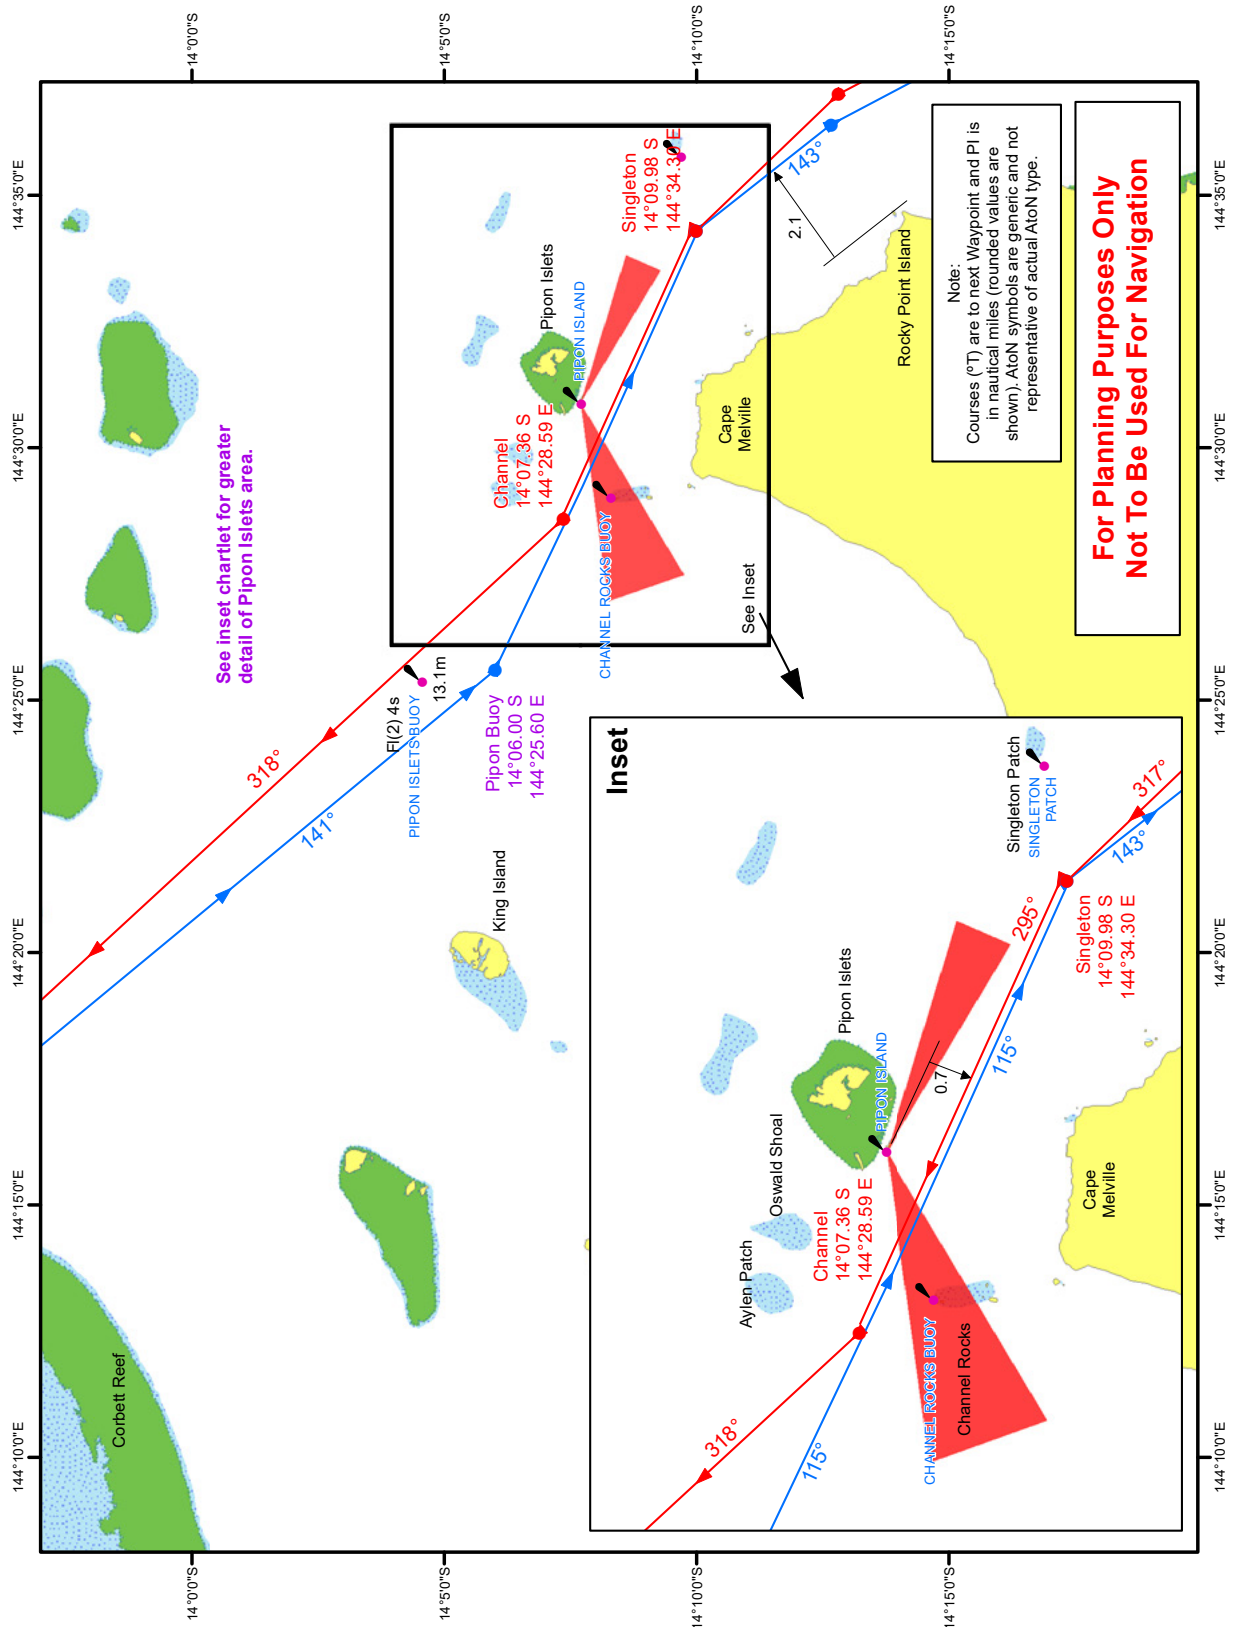 144°10'0"E
144°15'0"E
144°20'0"E
144°25'0"E
144°30'0"E
144°35'0"E
14°0'0"S
14°0'0"S
14°5'0"S
14°5'0"S
14°10'0"S
14°10'0"S
14°15'0"S
14°15'0"S
144°10'0"E
144°15'0"E
144°20'0"E
144°25'0"E
144°30'0"E
144°35'0"E
Corbett Reef
See inset chartlet for greater
detail of Pipon Islets area.
318°
141°
King Island
Fl(2) 4s
PIPON ISLETS BUOY
13.1m
Pipon Buoy
14°06.00 S
144°25.60 E
Channel
14°07.36 S
144°28.59 E
CHANNEL ROCKS BUOY
Pipon Islets
PIPON ISLAND
Singleton
14°09.98 S
144°34.30 E
143°
2.1
Cape
Melville
Rocky Point Island
See Inset
Inset
Aylen Patch
Oswald Shoal
Pipon Islets
PIPON ISLAND
Singleton Patch
SINGLETON
PATCH
Channel
14°07.36 S
144°28.59 E
318°
115°
CHANNEL ROCKS BUOY
Channel Rocks
0.7
295°
115°
317°
143°
Singleton
14°09.98 S
144°34.30 E
Cape
Melville
Note:
Courses (°T) are to next Waypoint and PI is
in nautical miles (rounded values are
shown). AtoN symbols are generic and not
representative of actual AtoN type.
For Planning Purposes Only
Not To Be Used For Navigation